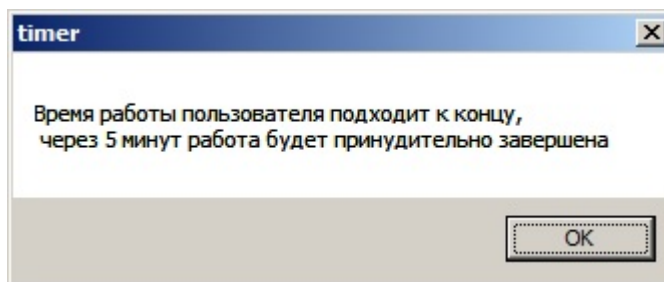 timer
Время работы пользователя подходит к концу,
через 5 минут работа будет принудительно завершена
OK